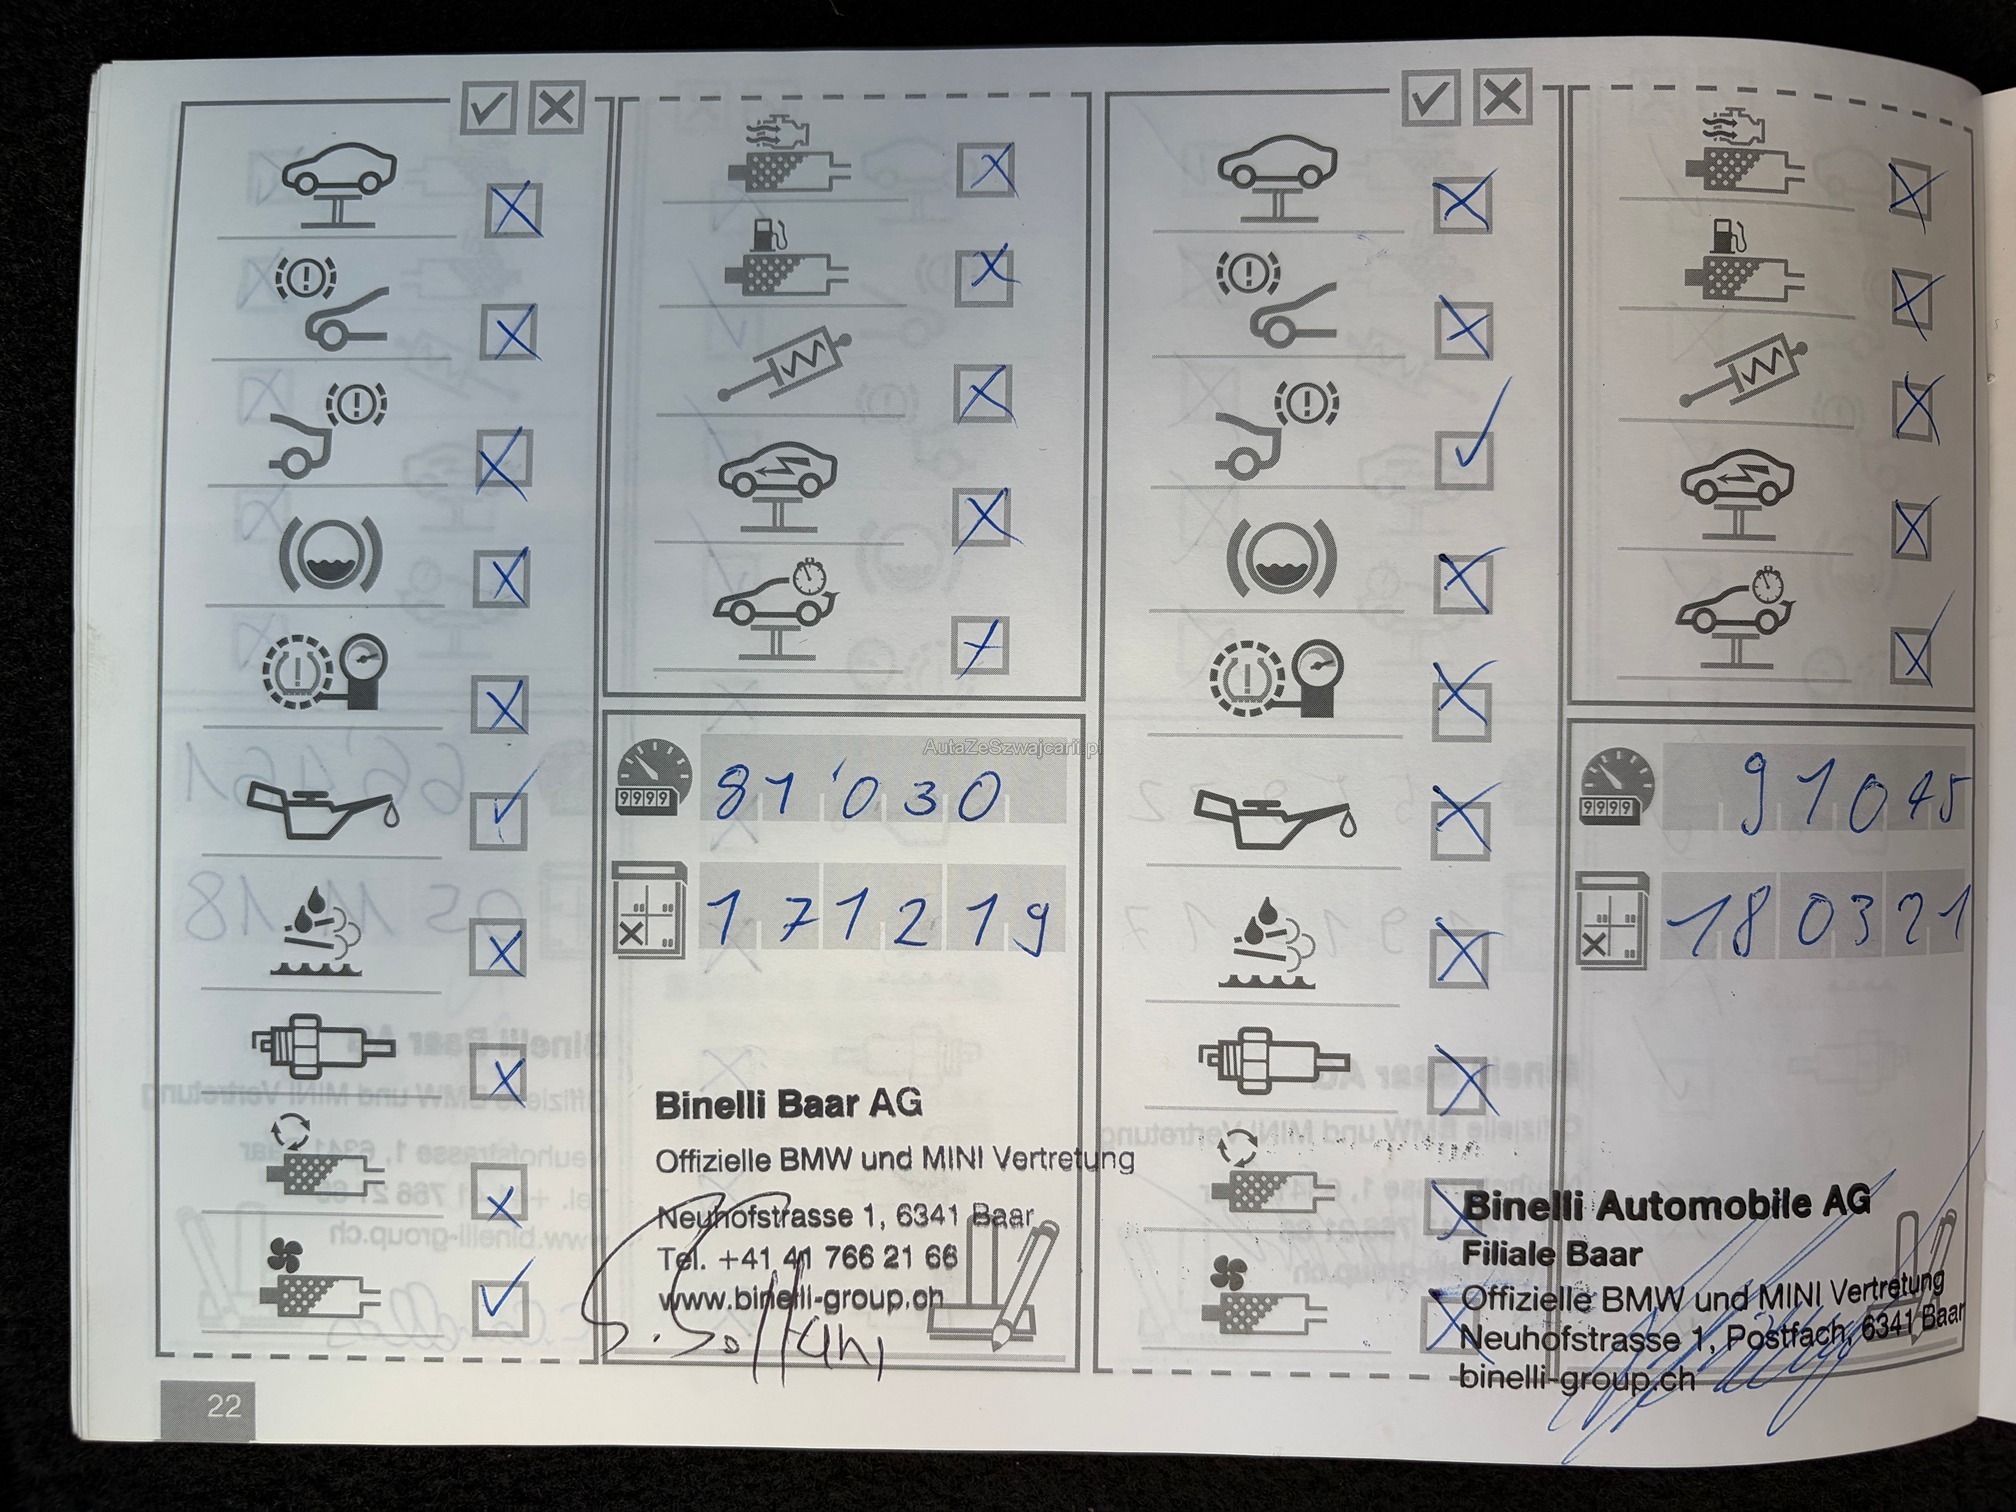 9999
81'030
171219
Binelli Baar AG
Offizielle BMW und MINI Vertretung
Neuhofstrasse 1, 6341 Baar
Tel. +41 41 766 21 66
www.binelli-group.ch
9999
91045
180321
Binelli Automobile AG
Filiale Baar
Offizielle BMW und MINI Vertretung
Neuhofstrasse 1, Postfach, 6341 Baar
binelli-group.ch
22
AutaZeSzwajcarii.pl